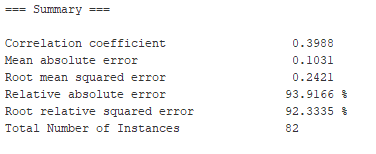 === Summary ===
Correlation coefficient 0.3988
Mean absolute error 0.1031
Root mean squared error 0.2421
Relative absolute error 93.9166 %
Root relative squared error 92.3335 %
Total Number of Instances 82